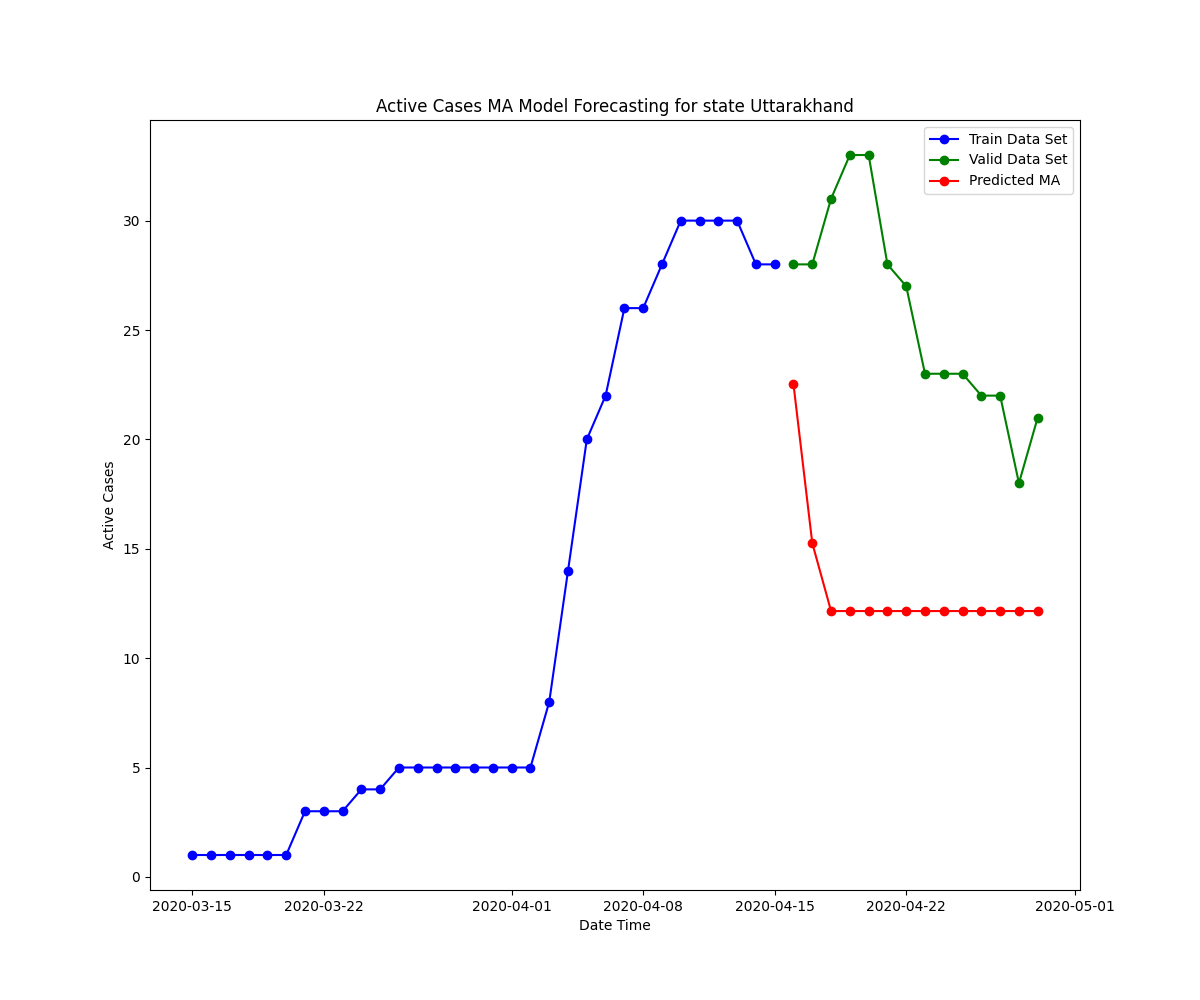 Active Cases MA Model Forecasting for state Uttarakhand
Train Data Set
Valid Data Set
Predicted MA
Active Cases
30
25
20
15
10
5
0
2020-03-15 2020-03-22 2020-04-01 2020-04-08 2020-04-15 2020-04-22 2020-05-01
Date Time